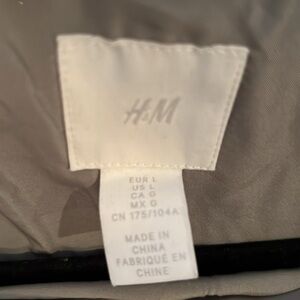 H&M
EUR L
US L
CA G
MX G
CN 175/104A
MADE IN
CHINA
FABRIQUÉ EN
CHINE